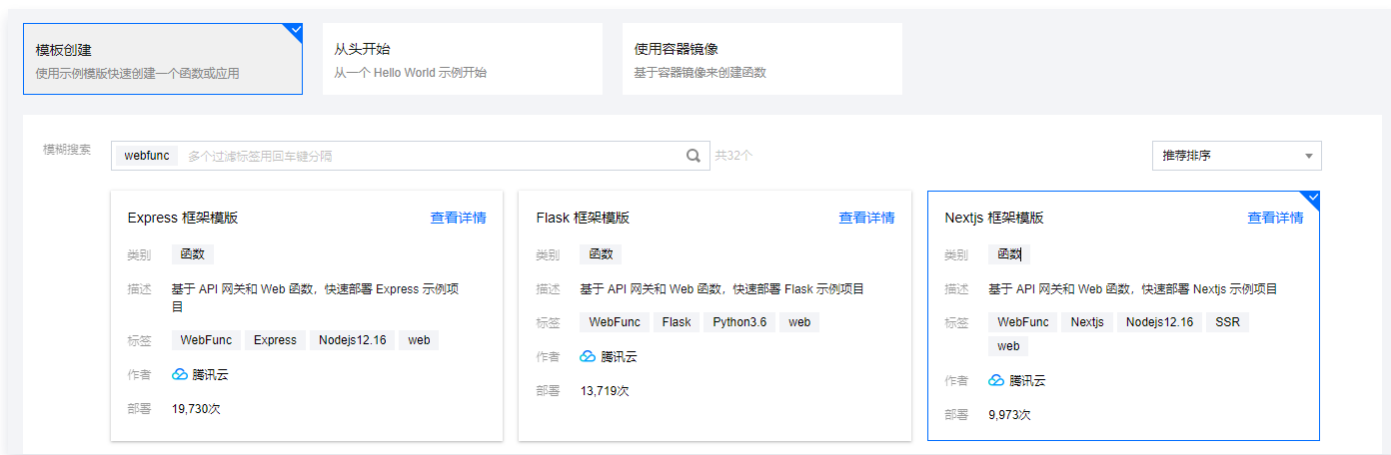 模板创建
使用示例模版快速创建一个函数或应用
从头开始
从一个 Hello World 示例开始
使用容器镜像
基于容器镜像来创建函数
模糊搜索
webfunc 多个过滤标签用回车键分隔
共32个
推荐排序
Express 框架模版 查看详情
类别 函数
描述 基于 API 网关和 Web 函数，快速部署 Express 示例项
目
标签 WebFunc Express Nodejs12.16 web
作者 腾讯云
部署 19,730次
Flask 框架模版 查看详情
类别 函数
描述 基于 API 网关和 Web 函数，快速部署 Flask 示例项目
标签 WebFunc Flask Python3.6 web
作者 腾讯云
部署 13,719次
Nextjs 框架模版 查看详情
类别 函数
描述 基于 API 网关和 Web 函数，快速部署 Nextjs 示例项目
标签 WebFunc Nextjs Nodejs12.16 SSR
web
作者 腾讯云
部署 9,973次